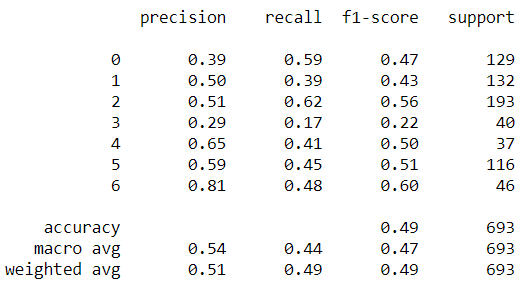 precision recall f1-score support
0 0.39 0.59 0.47 129
1 0.50 0.39 0.43 132
2 0.51 0.62 0.56 193
3 0.29 0.17 0.22 40
4 0.65 0.41 0.50 37
5 0.59 0.45 0.51 116
6 0.81 0.48 0.60 46
accuracy 0.49 693
macro avg 0.54 0.44 0.47 693
weighted avg 0.51 0.49 0.49 693